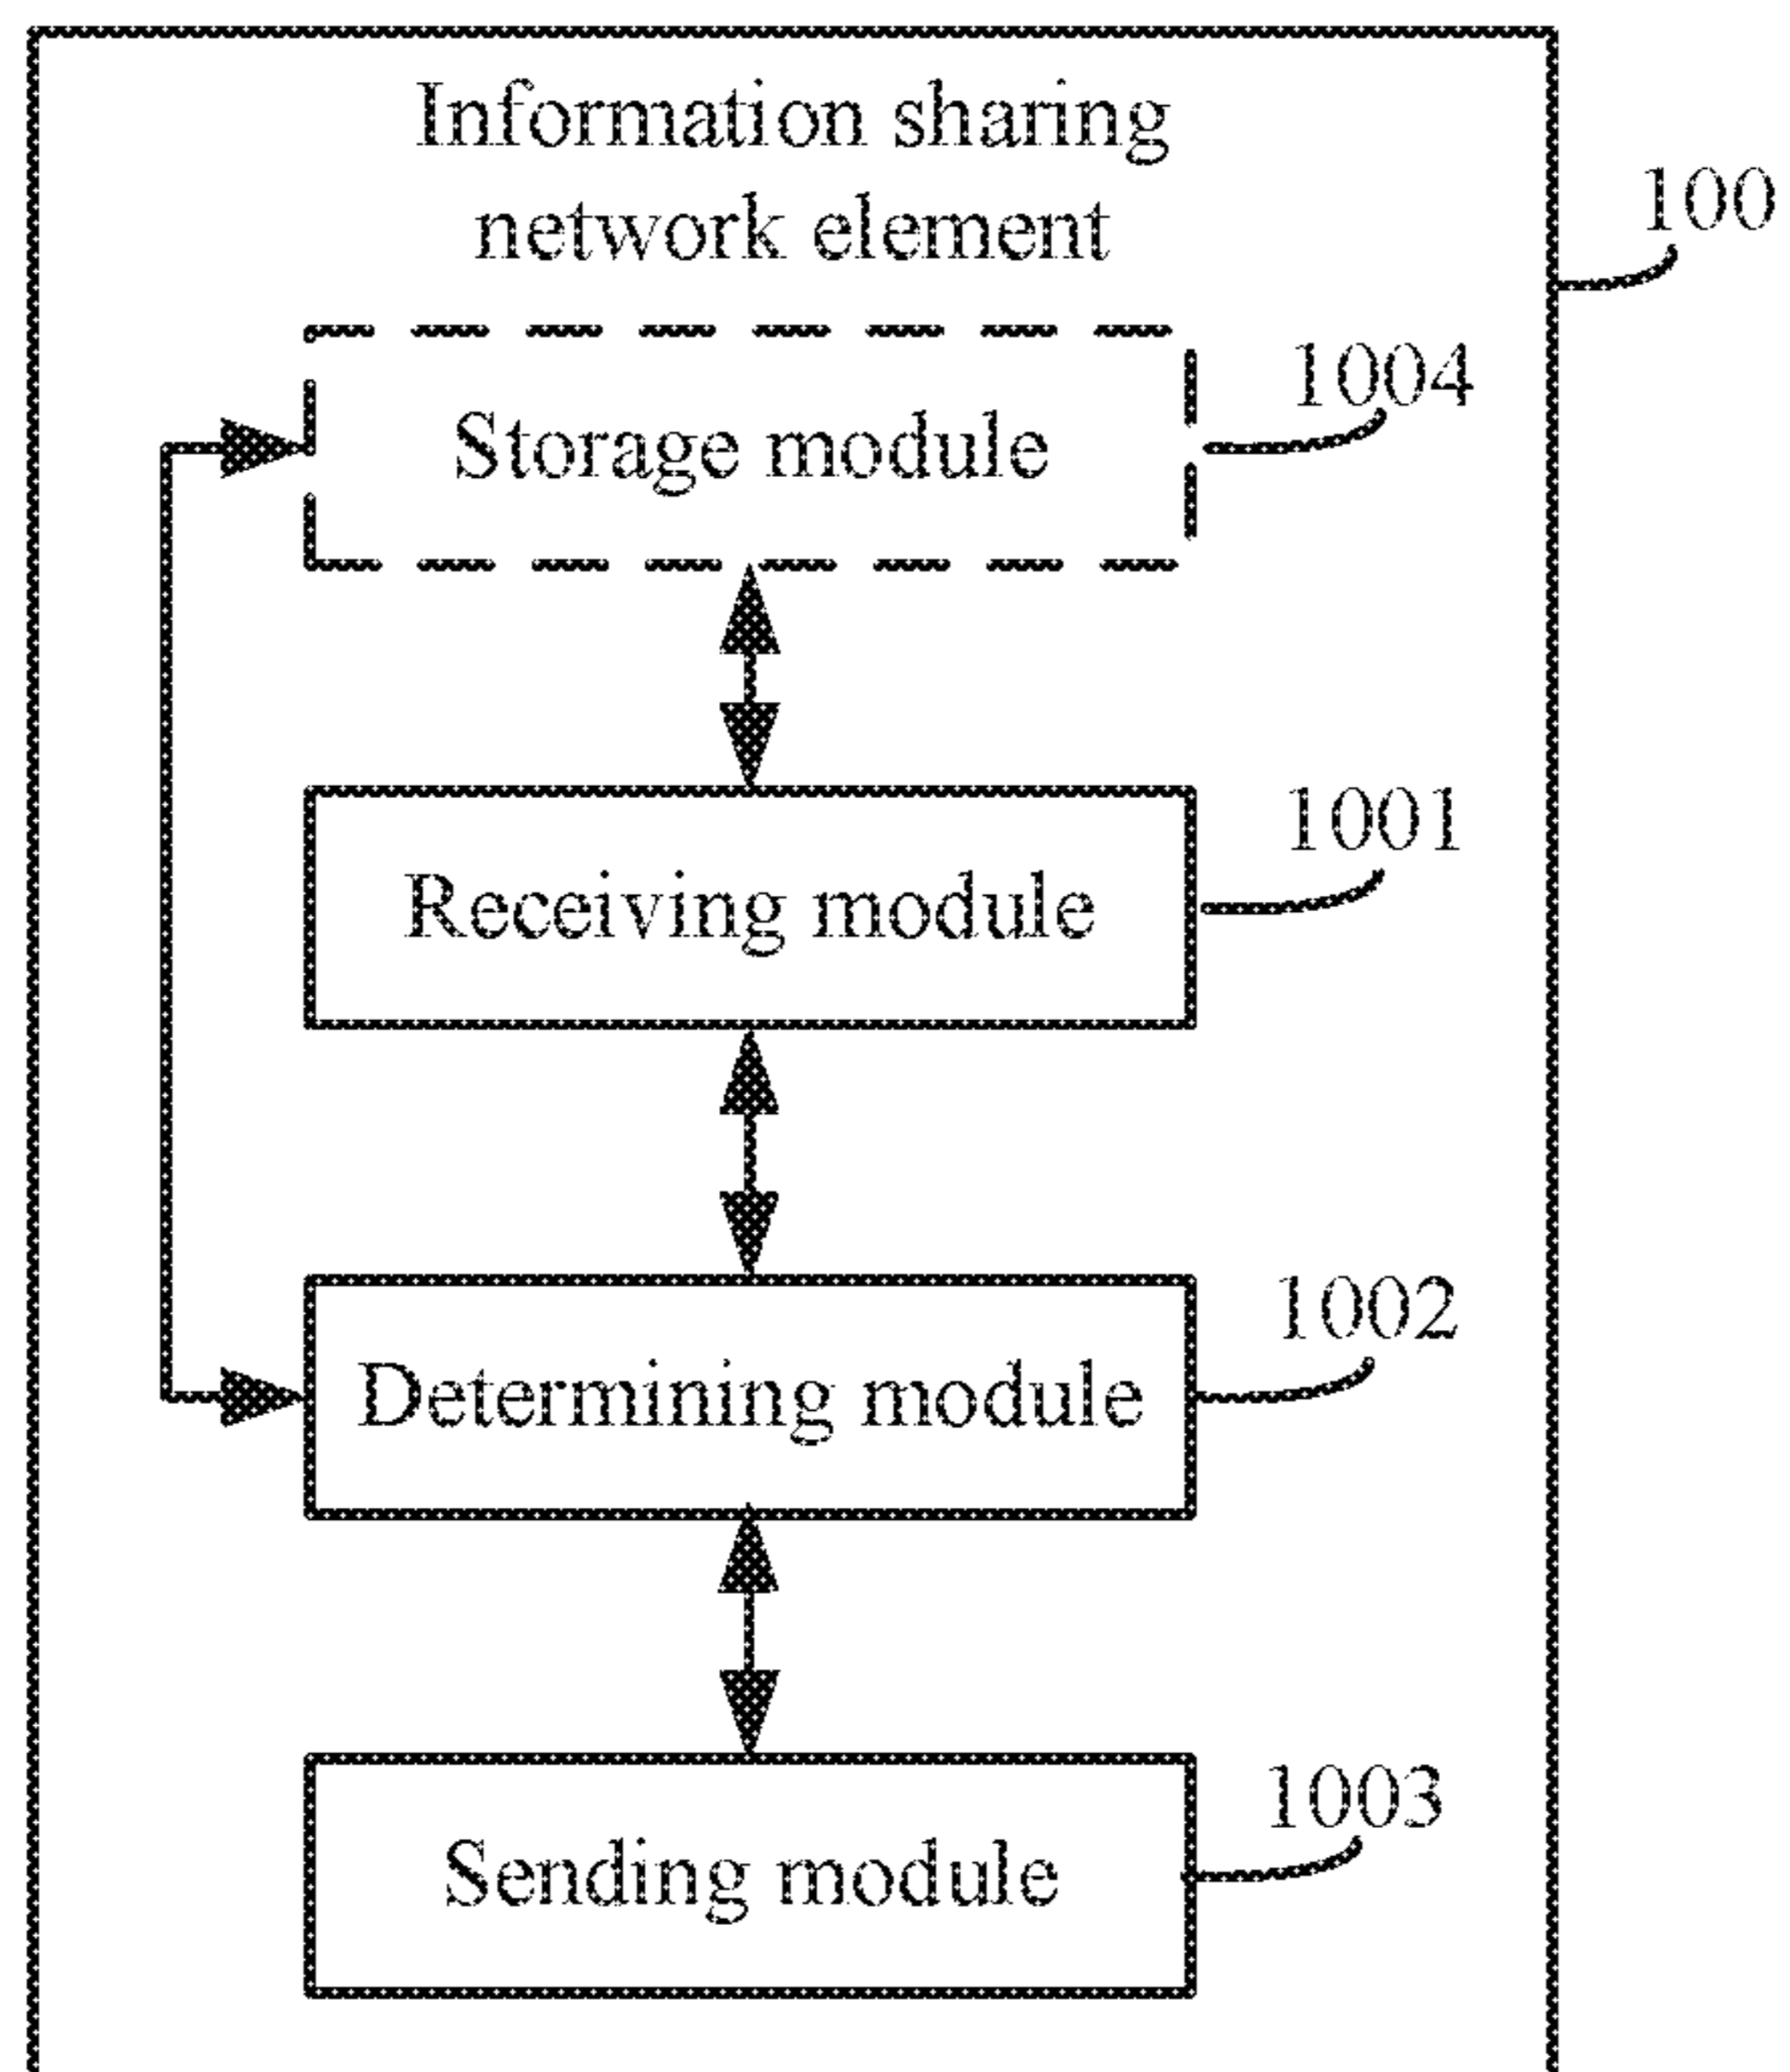 Information sharing
network element
100
1004
Storage module
1001
Receiving module
1002
Determining module
1003
Sending module